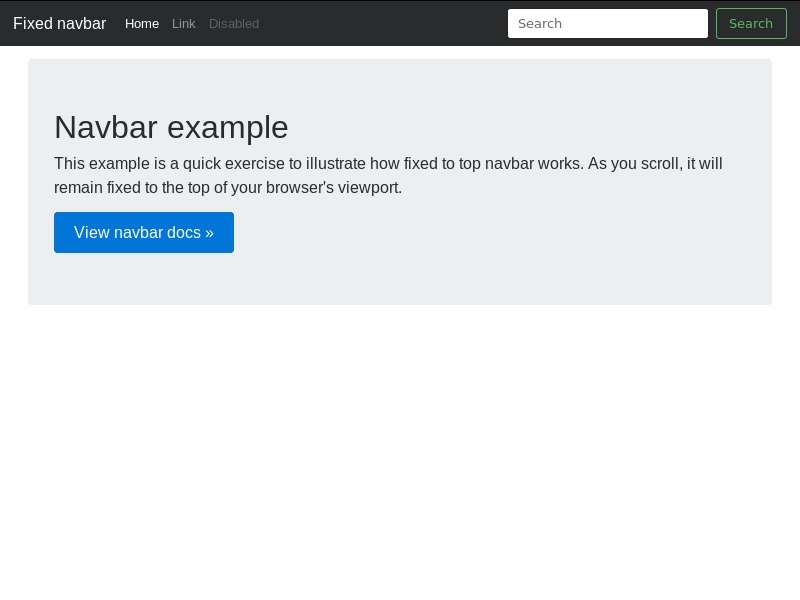 Fixed navbar Home Link Disabled Search Search
Navbar example
This example is a quick exercise to illustrate how fixed to top navbar works. As you scroll, it will
remain fixed to the top of your browser's viewport.
View navbar docs »